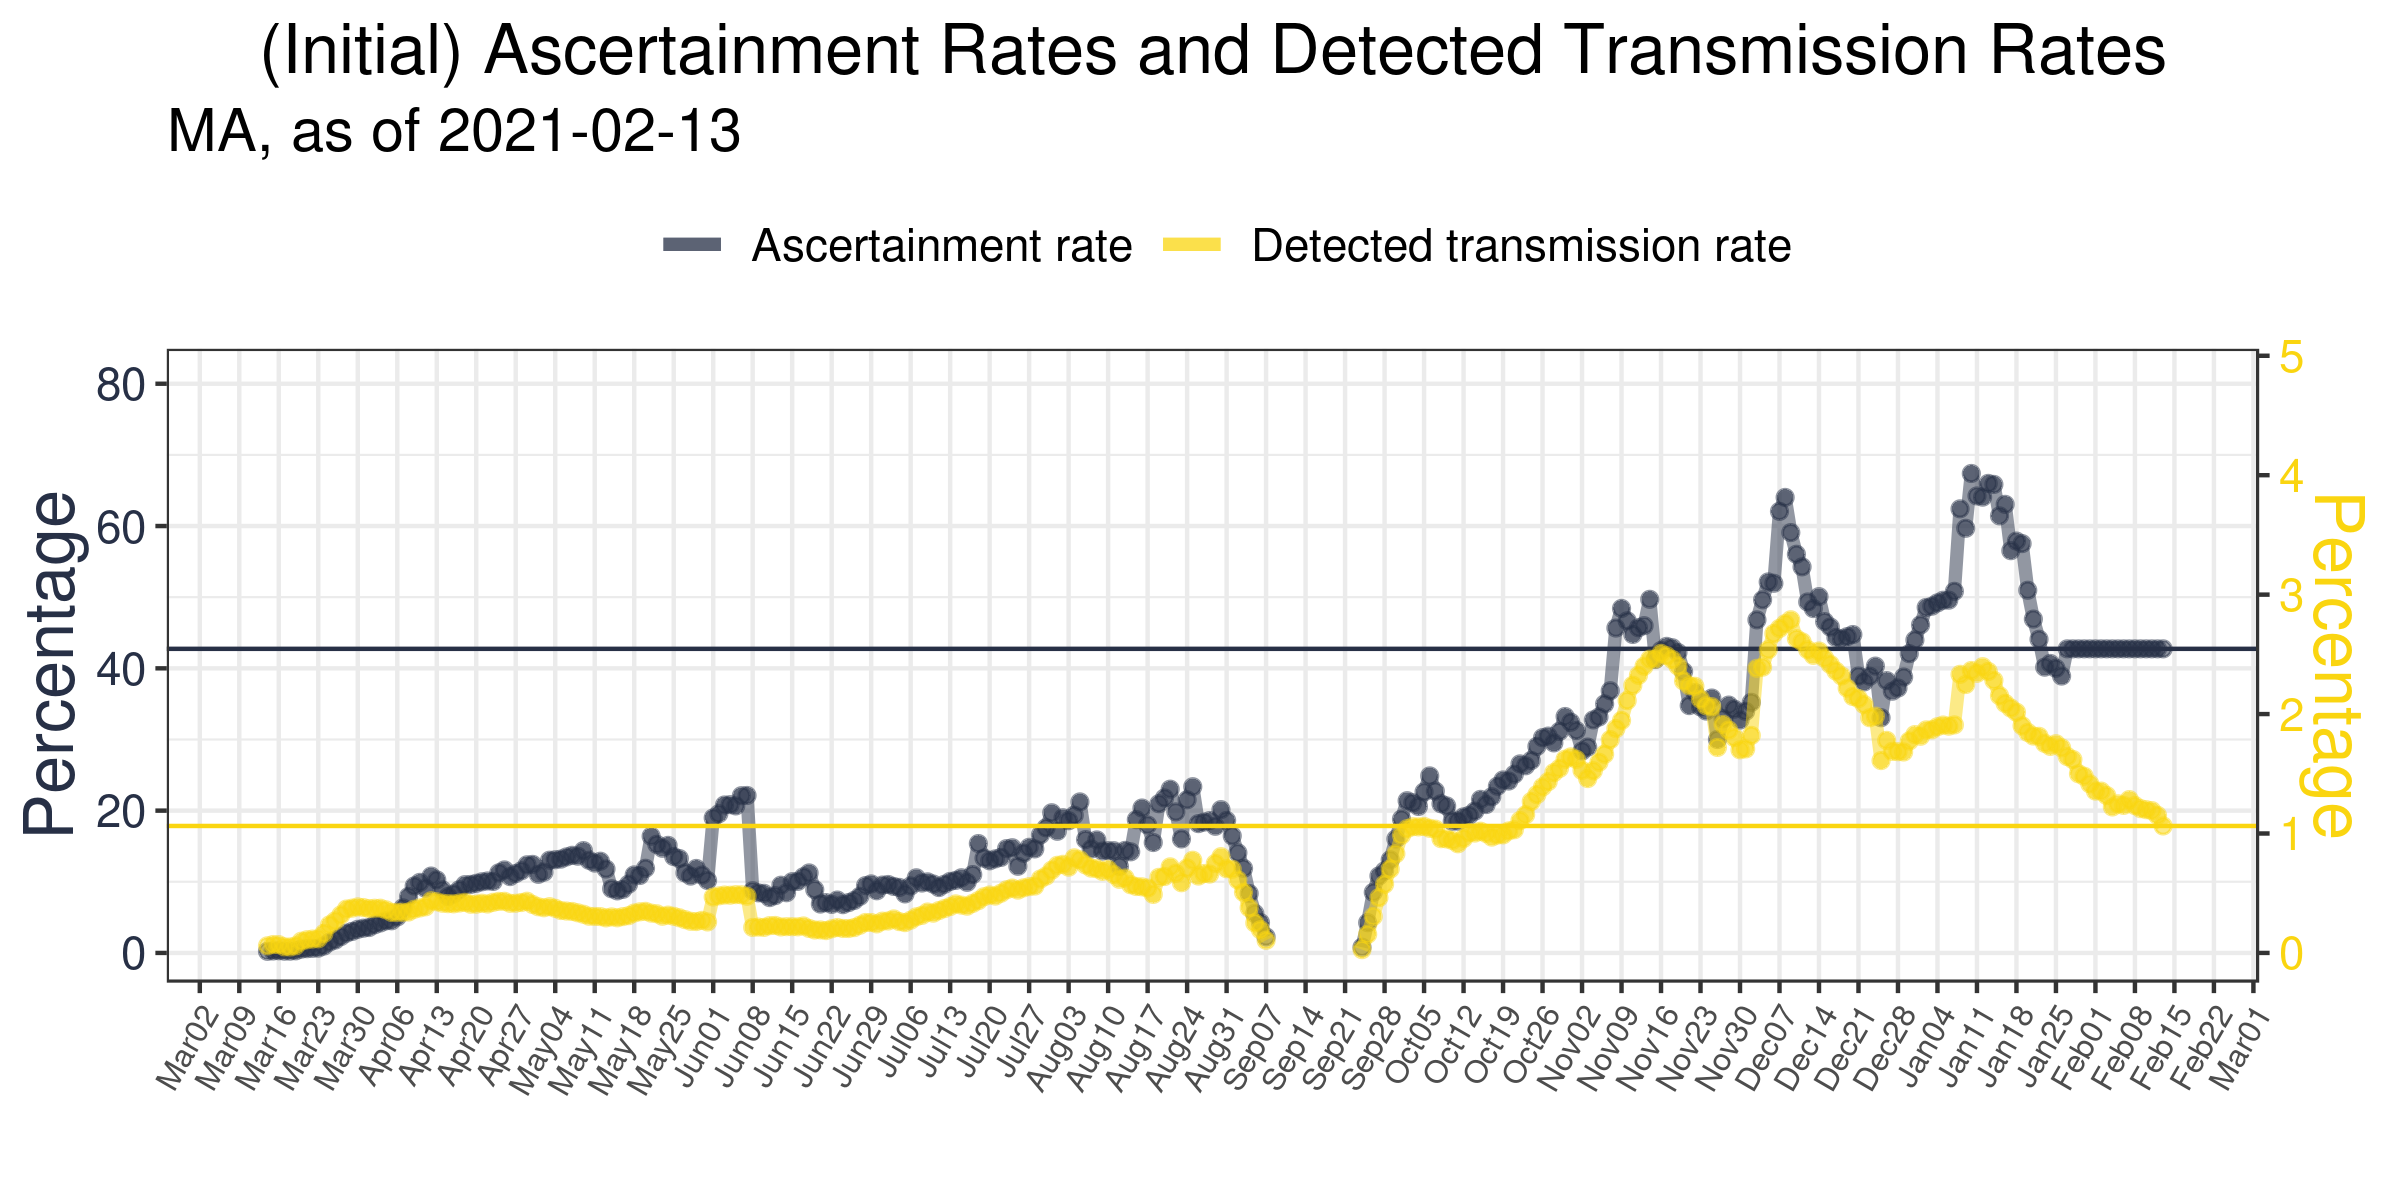 (Initial) Ascertainment Rates and Detected Transmission Rates
MA, as of 2021-02-13
Ascertainment rate
Detected transmission rate
Percentage
80
60
40
20
0
5
4
3
2
1
0
Percentage
Mar02
Mar09
Mar16
Mar23
Mar30
Apr06
Apr13
Apr20
Apr27
May04
May11
May18
May25
Jun01
Jun08
Jun15
Jun22
Jun29
Jul06
Jul13
Jul20
Jul27
Aug03
Aug10
Aug17
Aug24
Aug31
Sep07
Sep14
Sep21
Sep28
Oct05
Oct12
Oct19
Oct26
Nov02
Nov09
Nov16
Nov23
Nov30
Dec07
Dec14
Dec21
Dec28
Jan04
Jan11
Jan18
Jan25
Feb01
Feb08
Feb15
Feb22
Mar01